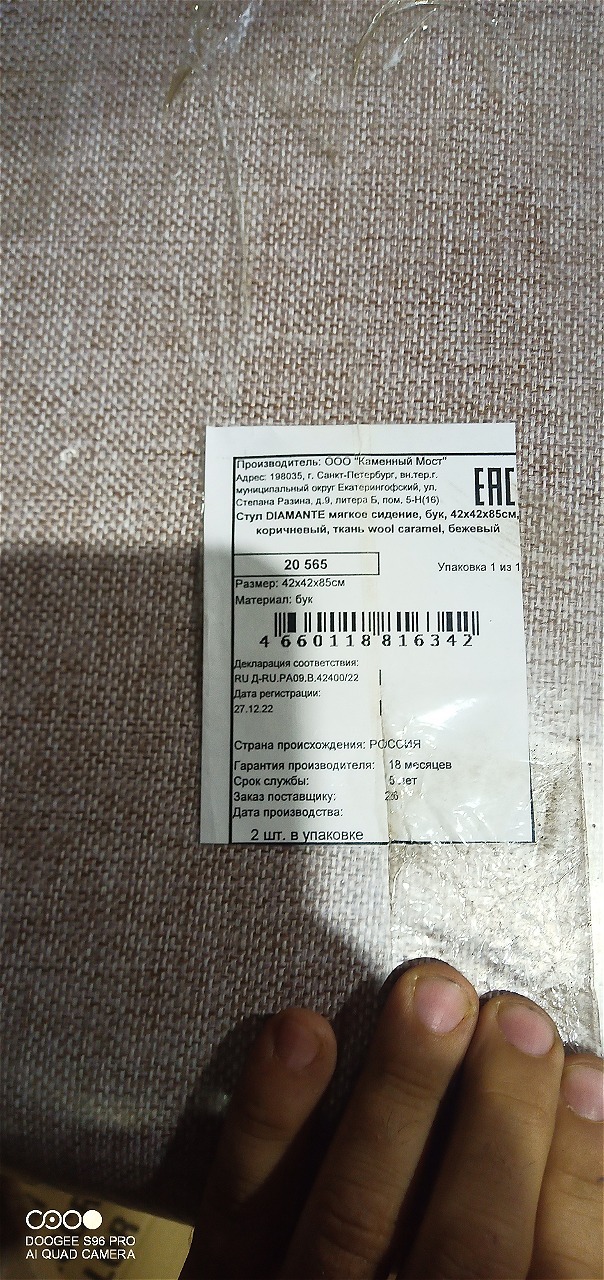 Производитель: ООО "Каменный Мост"
Адрес: 198035, г. Санкт-Петербург, вн.тер.г.
муниципальный округ Екатерингофский, ул.
Степана Разина, д.9, литера Б, пом. 5-Н(16)
EAC
Стул DIAMANTE мягкое сидение, бук, 42x42x85см,
коричневый, ткань wool caramel, бежевый
20 565
Упаковка 1 из 1
Размер: 42x42x85см
Материал: бук
4 660118 816342
Декларация соответствия:
RU Д-RU.РА09.В.42400/22
Дата регистрации:
27.12.22
Страна происхождения: РОССИЯ
Гарантия производителя: 18 месяцев
Срок службы: 5 лет
Заказ поставщику:
Дата производства:
2 шт. в упаковке
DOOGEE S96 PRO
AI QUAD CAMERA